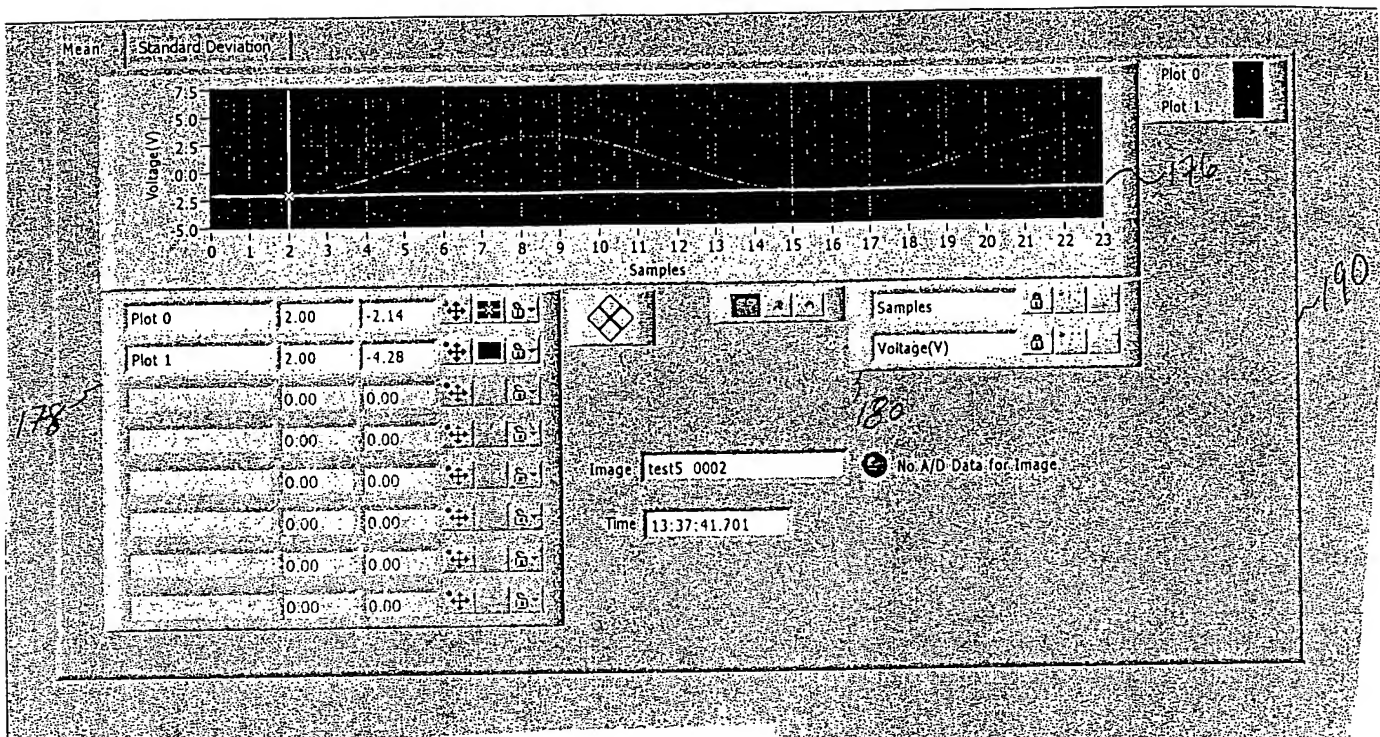 Mean Standard Deviation
Plot 0
Plot 1
Voltage(V)
7.5
5.0
2.5
0.0
2.5
5.0
0 1 2 3 4 5 6 7 8 9 10 11 12 13 14 15 16 17 18 19 20 21 22 23
Samples
176
190
Plot 0 2.00 -2.14
Plot 1 2.00 -4.28
0.00 0.00
0.00 0.00
0.00 0.00
0.00 0.00
0.00 0.00
0.00 0.00
178
Samples
Voltage(V)
180
Image test5 0002 No A/D Data for Image
Time 13:37:41.701